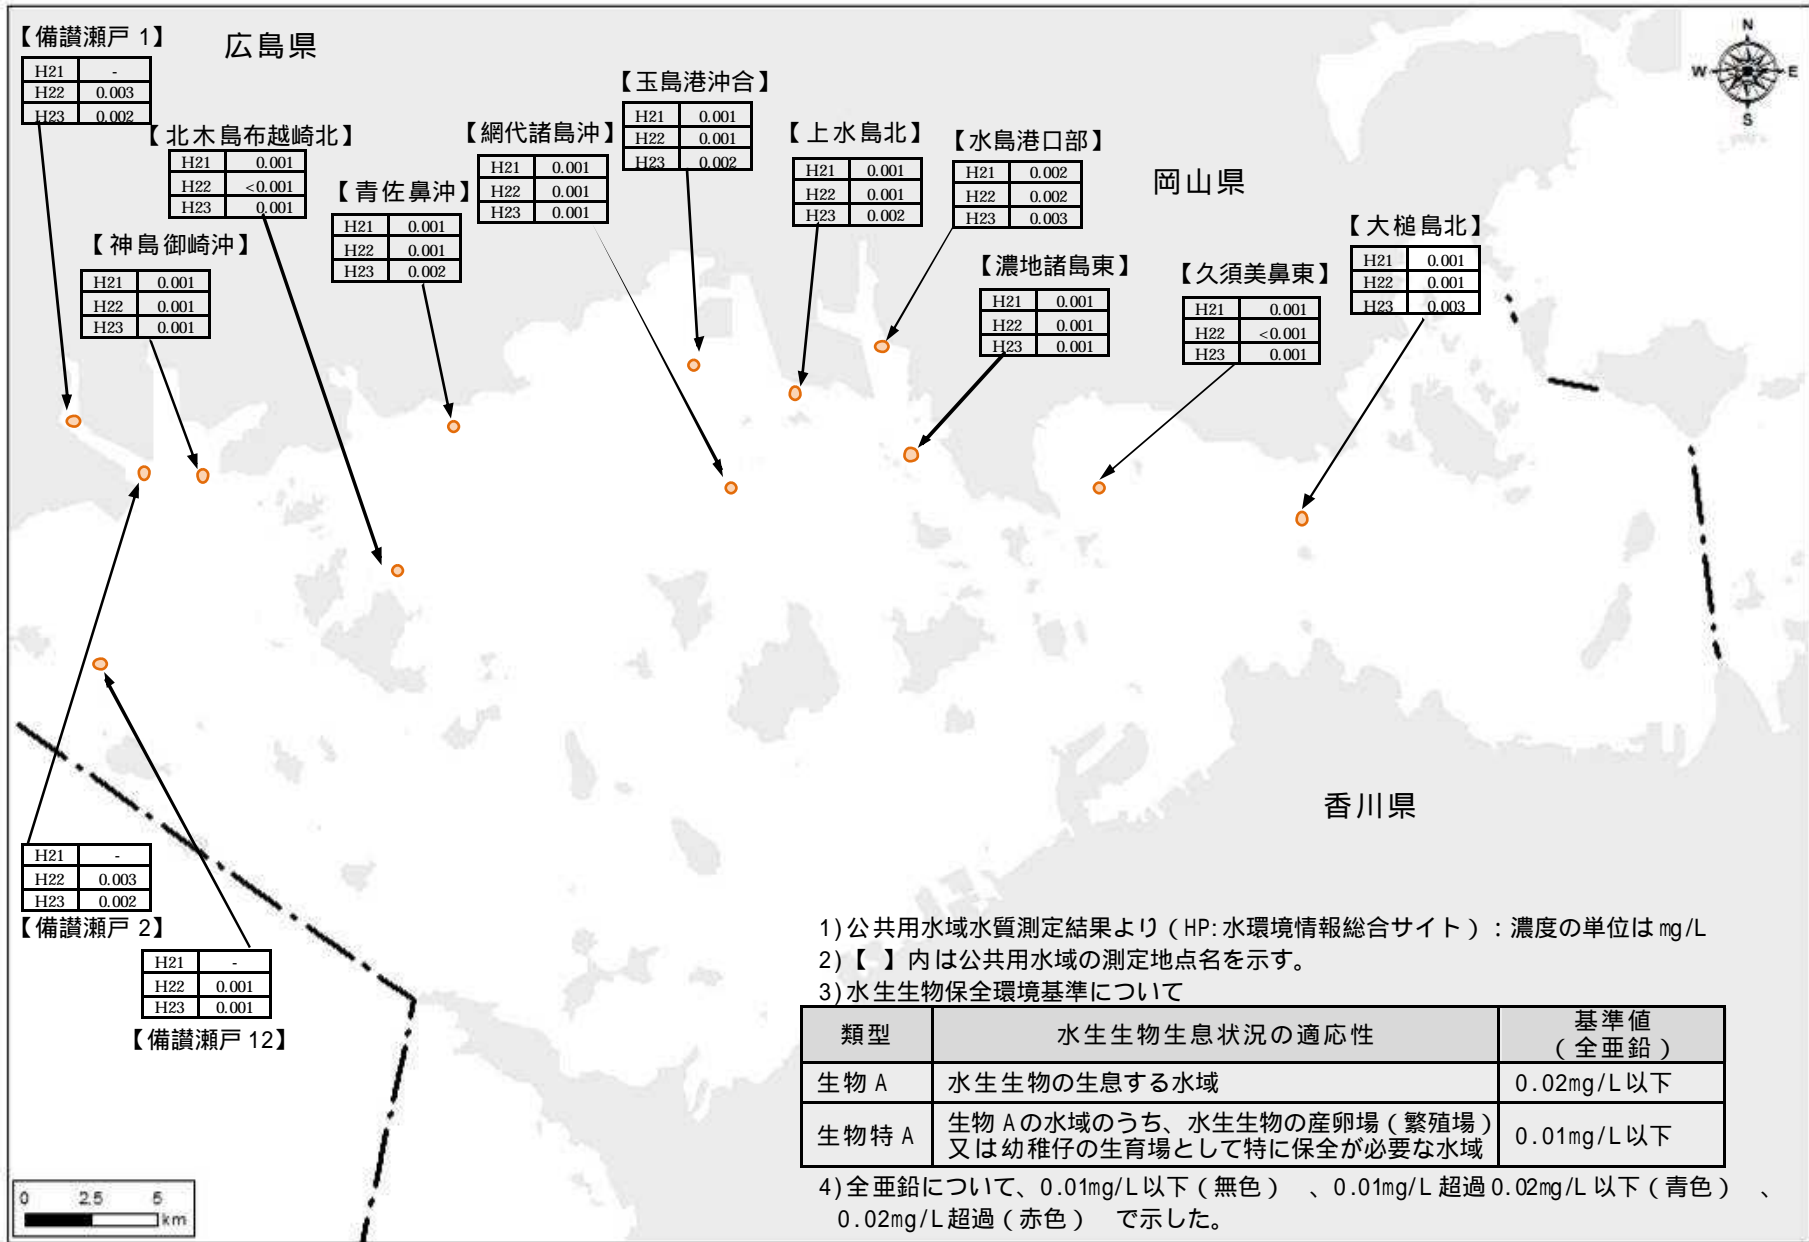 【備讃瀬戸 1】
H21 -
H22 0.003
H23 0.002
広島県
【北木島布越崎北】
H21 0.001
H22 <0.001
H23 0.001
【神島御崎沖】
H21 0.001
H22 0.001
H23 0.001
【青佐鼻沖】
H21 0.001
H22 0.001
H23 0.002
【網代諸島沖】
H21 0.001
H22 0.001
H23 0.001
【玉島港沖合】
H21 0.001
H22 0.001
H23 0.002
【上水島北】
H21 0.001
H22 0.001
H23 0.002
【水島港口部】
H21 0.002
H22 0.002
H23 0.003
岡山県
【濃地諸島東】
H21 0.001
H22 0.001
H23 0.001
【久須美鼻東】
H21 0.001
H22 <0.001
H23 0.001
【大槌島北】
H21 0.001
H22 0.001
H23 0.003
N
W E
S
香川県
H21 -
H22 0.003
H23 0.002
【備讃瀬戸 2】
H21 -
H22 0.001
H23 0.001
【備讃瀬戸 12】
1)公共用水域水質測定結果より（HP:水環境情報総合サイト）:濃度の単位は mg/L
2)【 】内は公共用水域の測定地点名を示す。
3)水生生物保全環境基準について
類型 水生生物生息状況の適応性 基準値
（全亜鉛）
生物 A 水生生物の生息する水域 0.02mg/L以下
生物特 A 生物 Aの水域のうち、水生生物の産卵場（繁殖場）
又は幼稚仔の生育場として特に保全が必要な水域 0.01mg/L以下
4)全亜鉛について、0.01mg/L以下（無色） 、0.01mg/L 超過 0.02mg/L 以下（青色） 、
0.02mg/L超過（赤色） で示した。
0 2.5 5
km